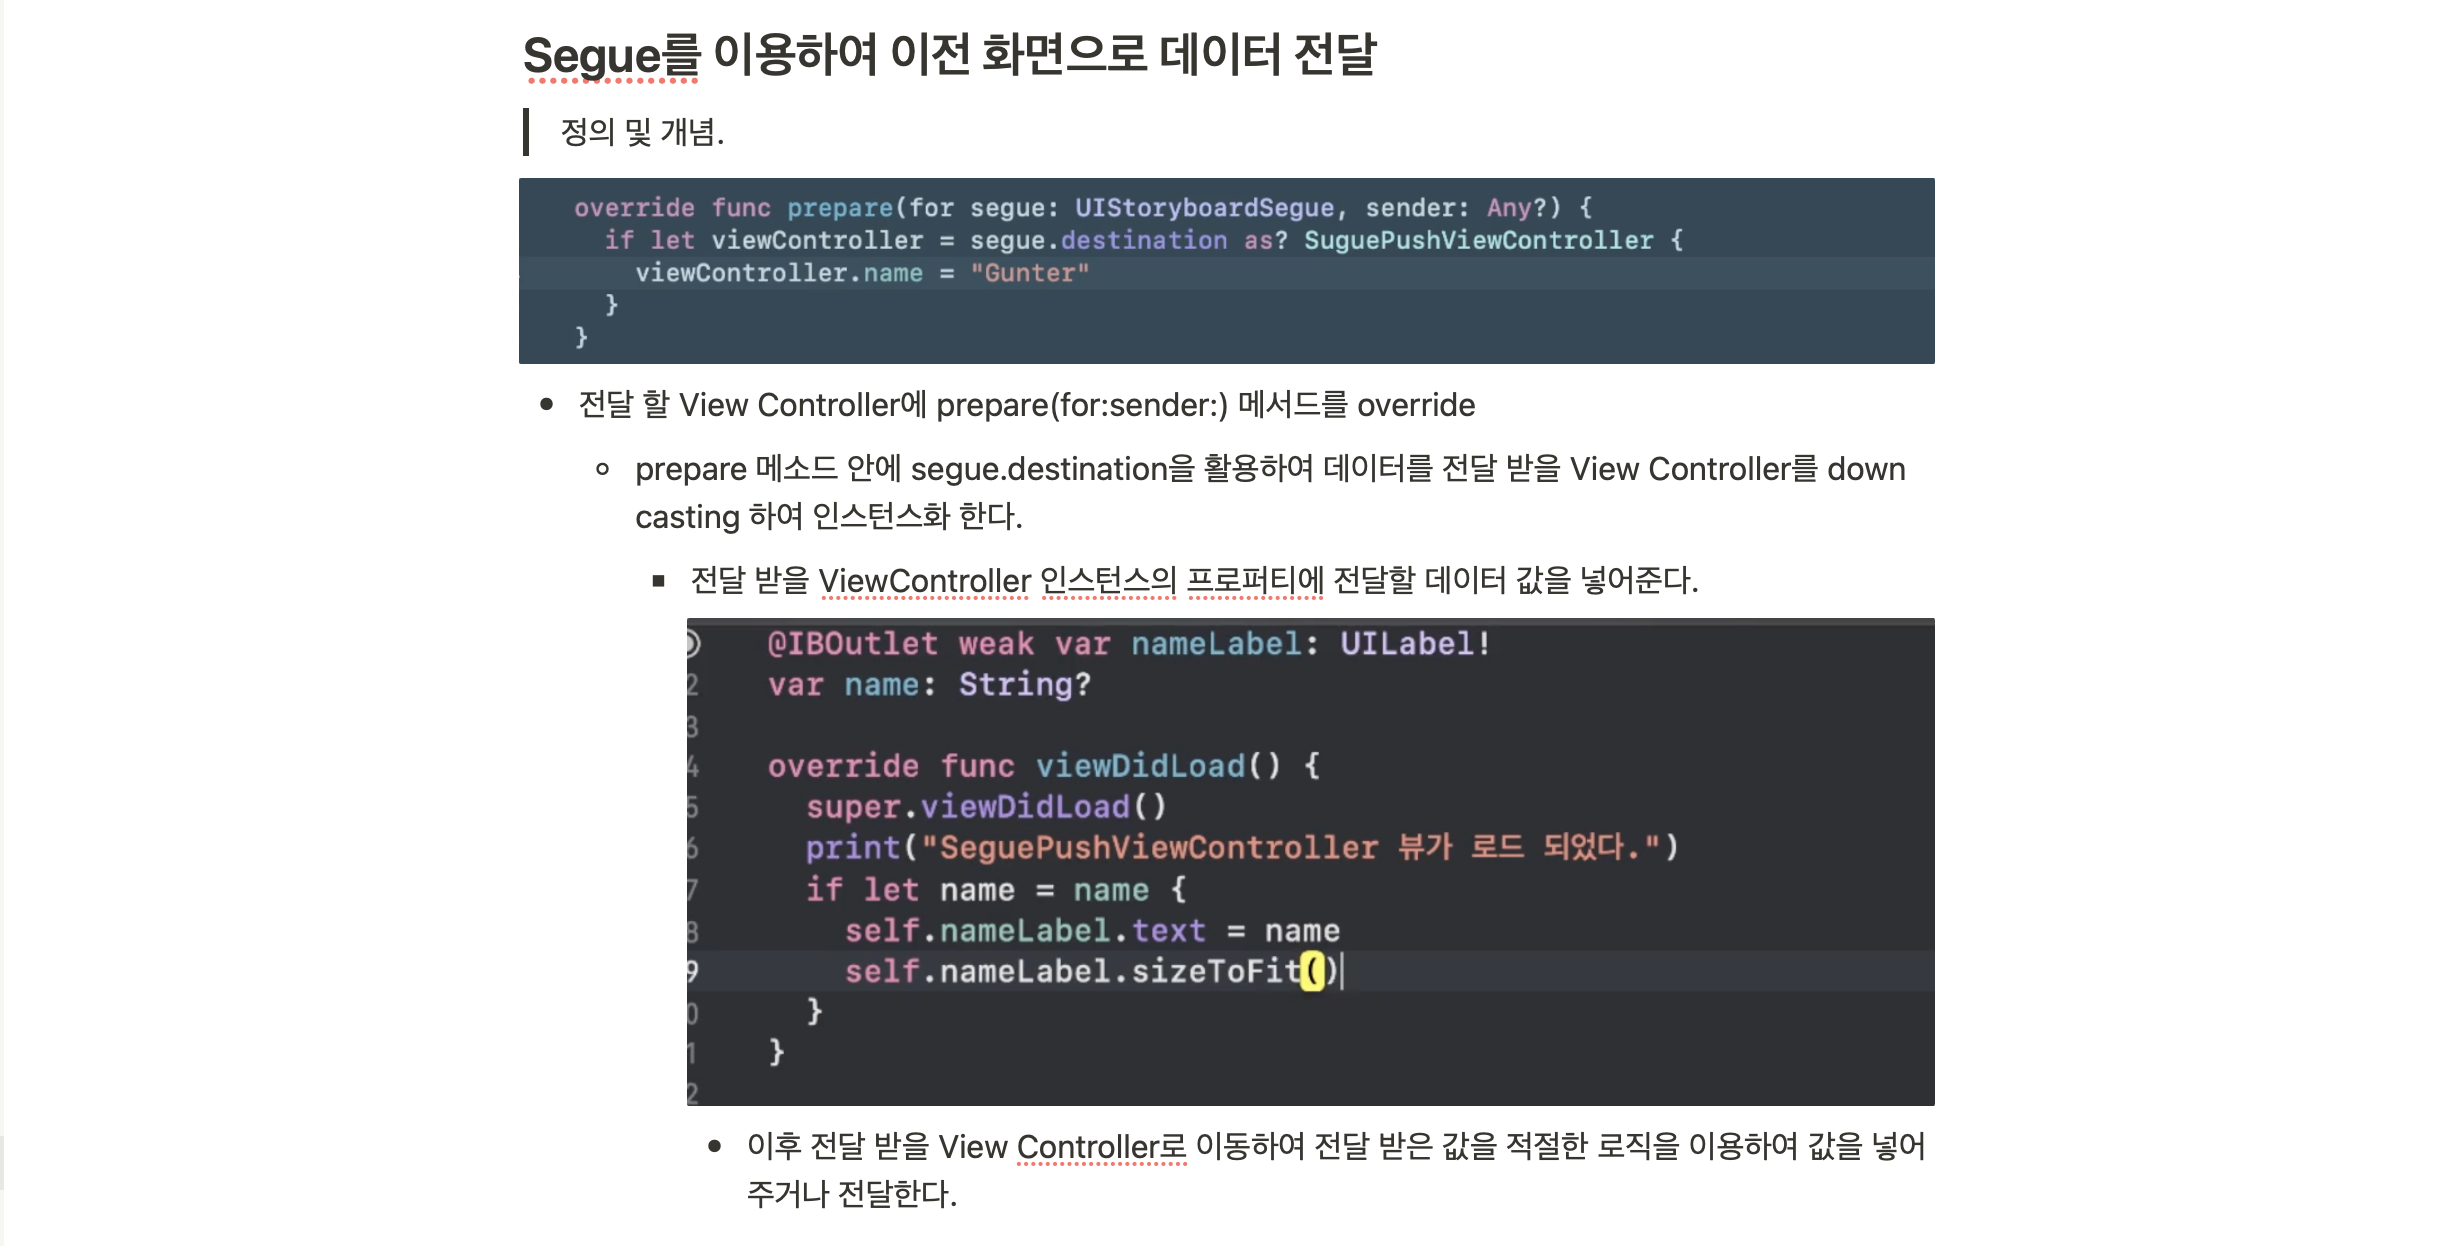 Segue를 이용하여 이전 화면으로 데이터 전달
정의 및 개념.
override func prepare(for segue: UIStoryboardSegue, sender: Any?) {
if let viewController = segue.destination as? SuguePushViewController {
viewController.name = "Gunter"
}
}
• 전달 할 View Controller에 prepare(for:sender:) 메서드를 override
◦ prepare 메소드 안에 segue.destination을 활용하여 데이터를 전달 받을 View Controller를 down
casting 하여 인스턴스화 한다.
▪ 전달 받을 ViewController 인스턴스의 프로퍼티에 전달할 데이터 값을 넣어준다.
@IBOutlet weak var nameLabel: UILabel!
2 var name: String?
3
4 override func viewDidLoad() {
5 super.viewDidLoad()
6 print("SeguePushViewController 뷰가 로드 되었다.")
7 if let name = name {
8 self.nameLabel.text = name
9 self.nameLabel.sizeToFit()
0 }
1 }
2
• 이후 전달 받을 View Controller로 이동하여 전달 받은 값을 적절한 로직을 이용하여 값을 넣어
주거나 전달한다.